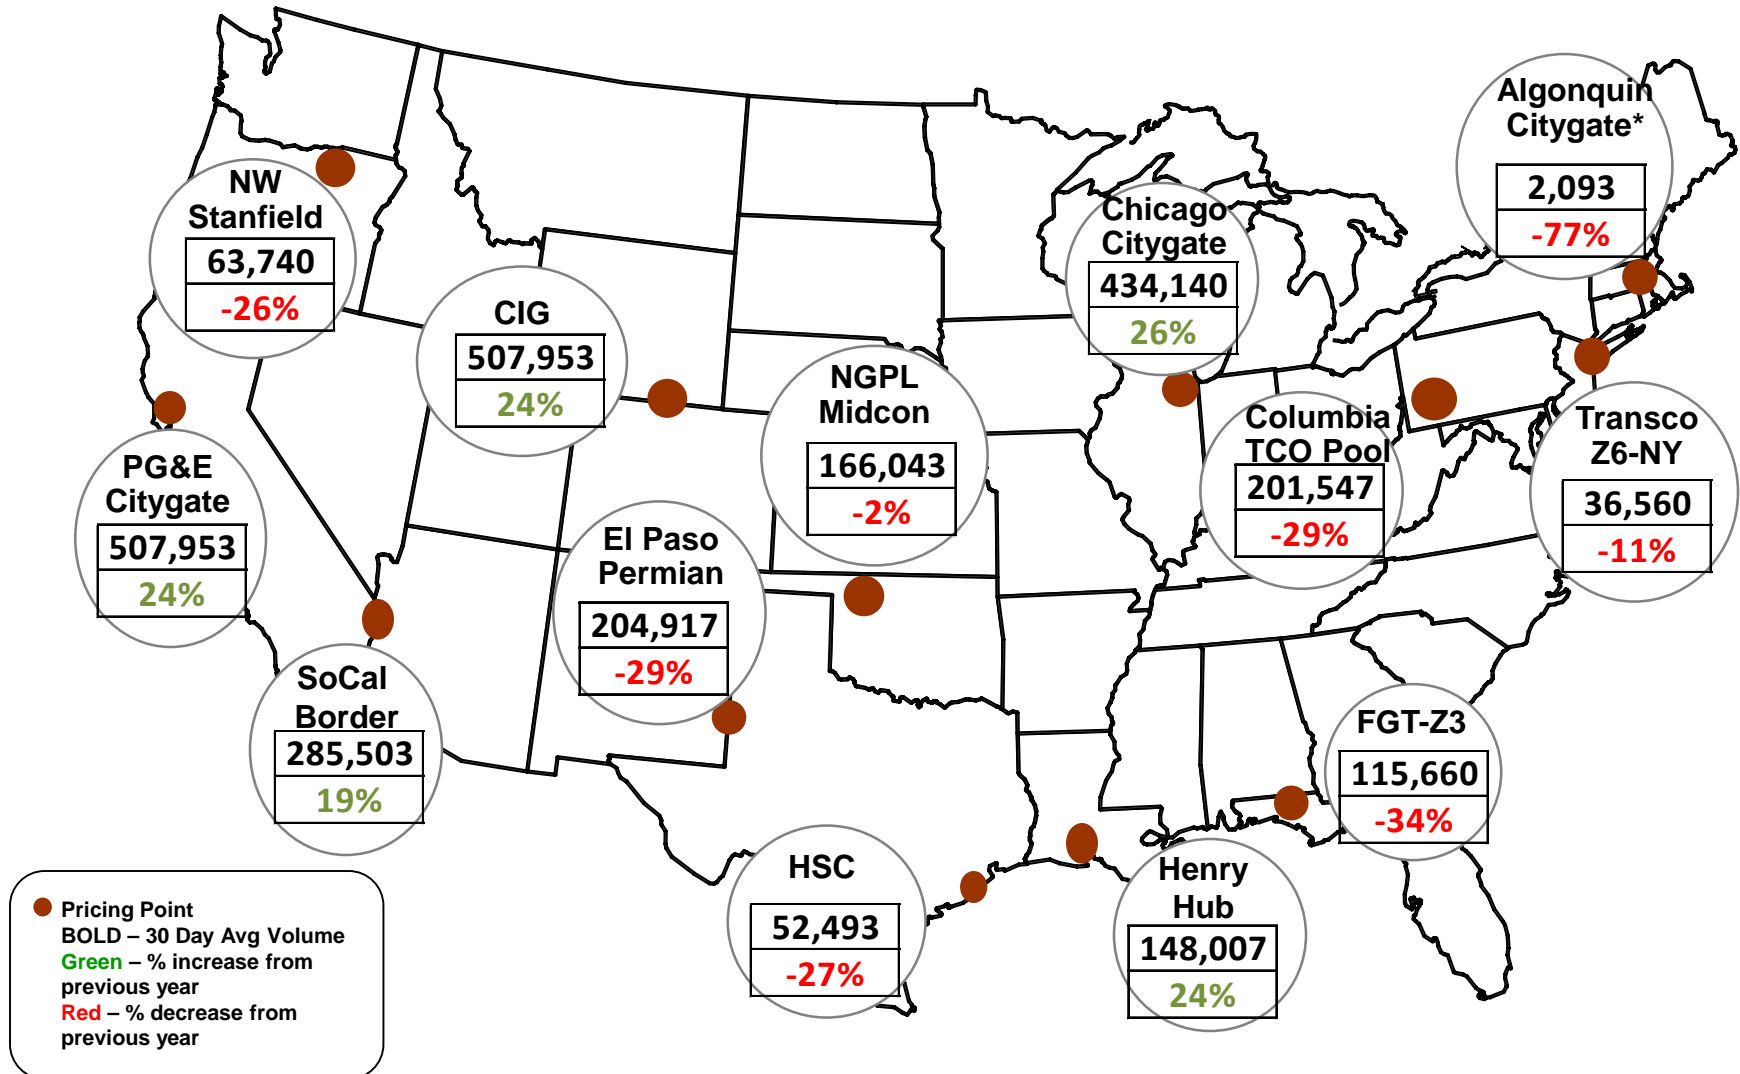 Algonquin
Citygate*
2,093
-77%
NW
Stanfield
63,740
-26%
Chicago
Citygate
434,140
26%
CIG
507,953
24%
NGPL
Midcon
166,043
-2%
Columbia
TCO Pool
201,547
-29%
Transco
Z6-NY
36,560
-11%
PG&E
Citygate
507,953
24%
El Paso
Permian
204,917
-29%
SoCal
Border
285,503
19%
FGT-Z3
115,660
-34%
HSC
52,493
-27%
Henry
Hub
148,007
24%
Pricing Point
BOLD – 30 Day Avg Volume
Green – % increase from
previous year
Red – % decrease from
previous year